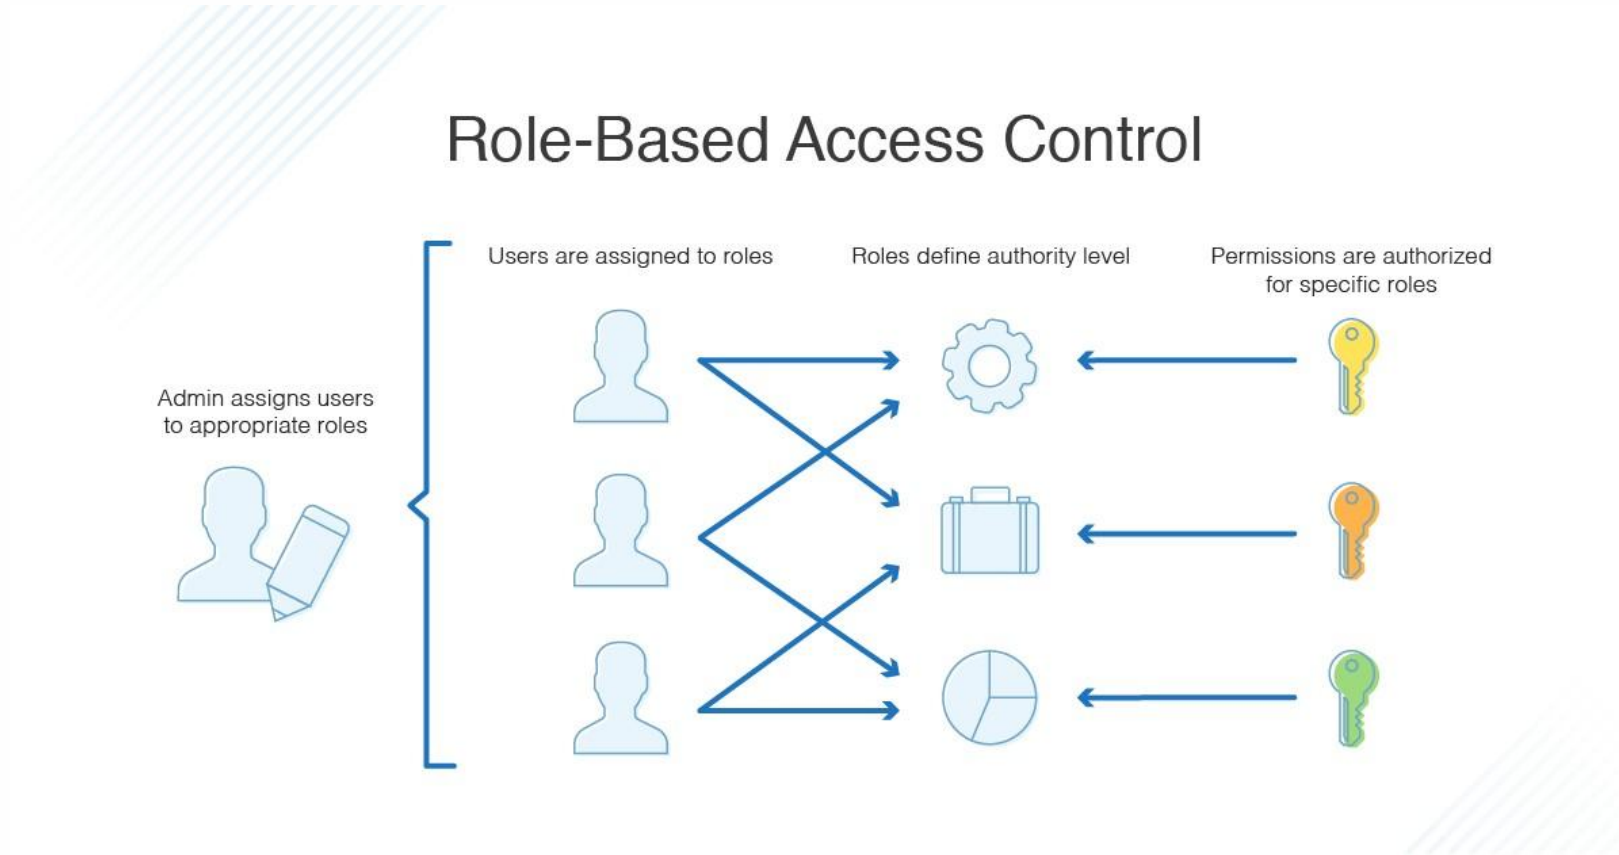 Role-Based Access Control
Users are assigned to roles
Roles define authority level
Permissions are authorized
for specific roles
Admin assigns users
to appropriate roles